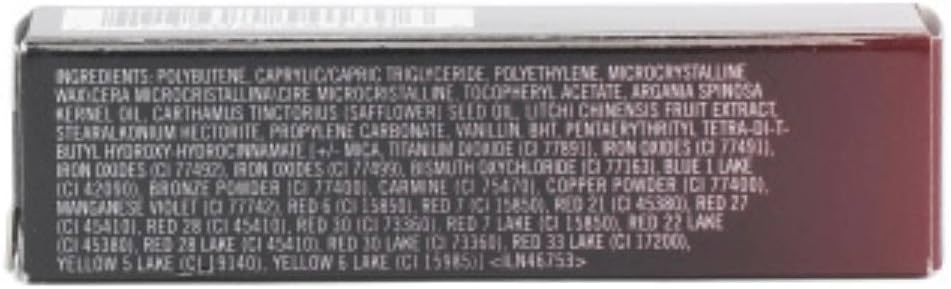 INGREDIENTS: POLYBUTENE, CAPRYLIC/CAPRIC TRIGLYCERIDE, POLYETHYLENE, MICROCRYSTALLINE
WAX\CERA MICROCRISTALLINA\CIRE MICROCRISTALLINE, TOCOPHERYL ACETATE, ARGANIA SPINOSA
KERNEL OIL, CARTHAMUS TINCTORIUS (SAFFLOWER) SEED OIL, LITCHI CHINENSIS FRUIT EXTRACT,
STEARALKONIUM HECTORITE, PROPYLENE CARBONATE, VANILLIN, BHT, PENTAERYTHRITYL TETRA-DI-T-
BUTYL HYDROXY HYDROCINNAMATE, [+/- MICA, TITANIUM DIOXIDE (CI 77891), IRON OXIDES (CI 77491),
IRON OXIDES (CI 77492), IRON OXIDES (CI 77499), BISMUTH OXYCHLORIDE (CI 77163), BLUE 1 LAKE
(CI 42090), BRONZE POWDER (CI 77400), CARMINE (CI 75470), COPPER POWDER (CI 77400),
MANGANESE VIOLET (CI 77742), RED 6 (CI 15850), RED 7 (CI 15850), RED 21 (CI 45380), RED 27
(CI 45410), RED 28 (CI 45410), RED 30 (CI 73360), RED 7 LAKE (CI 15850), RED 22 LAKE
(CI 45380), RED 28 LAKE (CI 45410), RED 30 LAKE (CI 73360), RED 33 LAKE (CI 17200),
YELLOW 5 LAKE (CI 19140), YELLOW 6 LAKE (CI 15985)] <ILN46753>